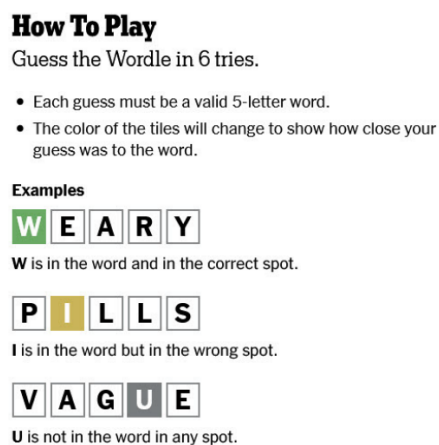 How To Play
Guess the Wordle in 6 tries.
• Each guess must be a valid 5-letter word.
• The color of the tiles will change to show how close your
guess was to the word.
Examples
W E A R Y
W is in the word and in the correct spot.
P I L L S
I is in the word but in the wrong spot.
V A G U E
U is not in the word in any spot.